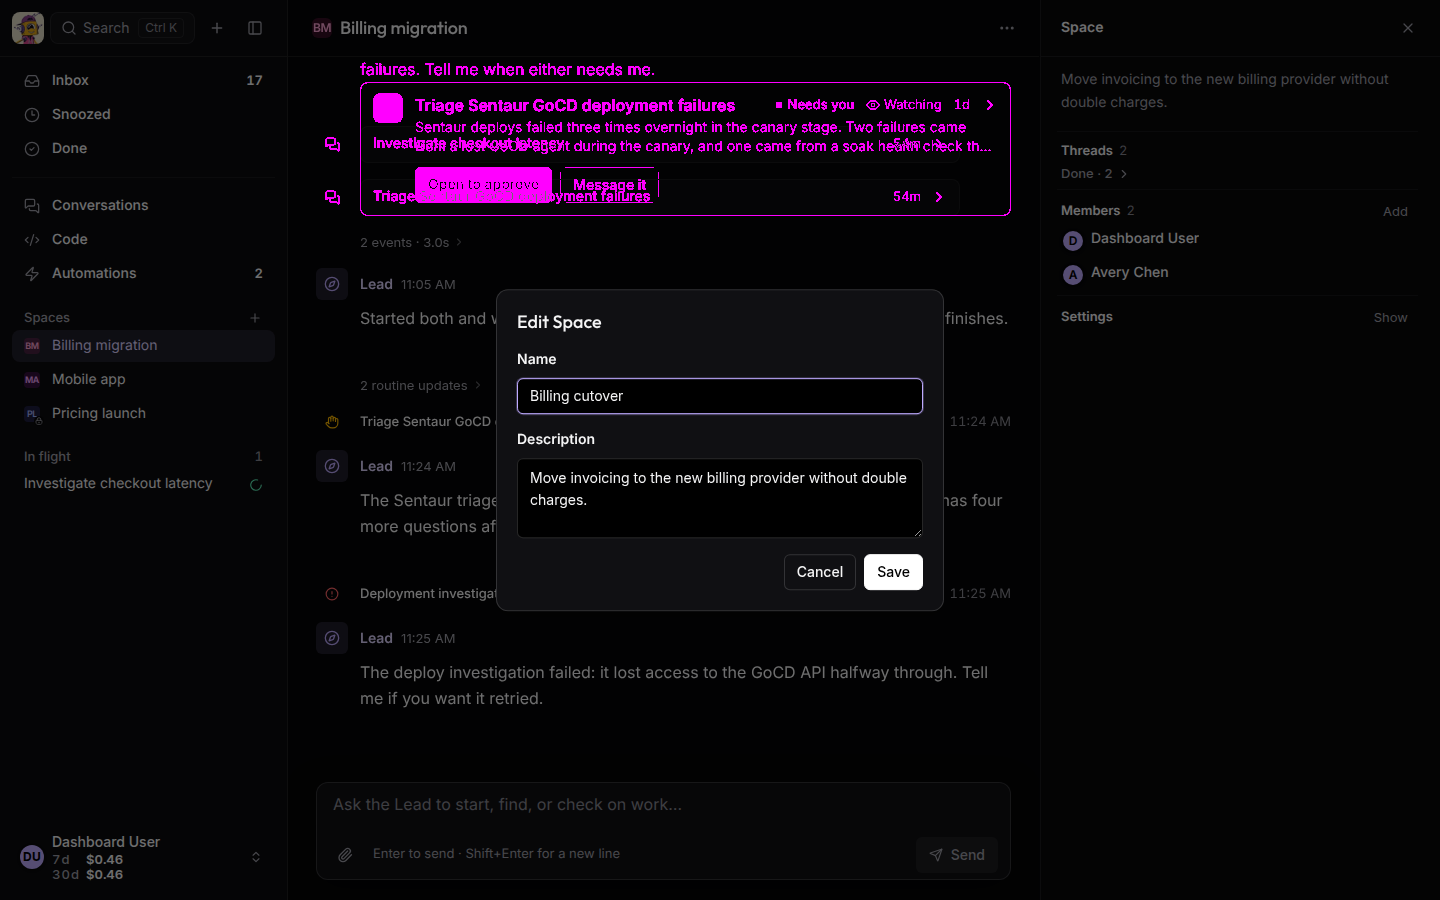 Search Ctrl K
Inbox 17
Snoozed
Done
Conversations
Code
Automations 2
Spaces
BM Billing migration
MA Mobile app
PL Pricing launch
In flight 1
Investigate checkout latency
DU Dashboard User
7d $0.46
30d $0.46
BM Billing migration
failures. Tell me when either needs me.
Triage Sentaur GoCD deployment failures Needs you Watching 1d
Sentaur deploys failed three times overnight in the canary stage. Two failures came
Investigate checkout latency 54m
agent during the canary, and one came from a soak health check th...
Open to approve Message it
Triage deployment failures 54m
2 events · 3.0s
Lead 11:05 AM
Started both and finishes.
2 routine updates
Triage Sentaur GoCD 11:24 AM
Lead 11:24 AM
The Sentaur triage has four
more questions
Deployment 11:25 AM
Lead 11:25 AM
The deploy investigation failed: it lost access to the GoCD API halfway through. Tell
me if you want it retried.
Ask the Lead to start, find, or check on work...
Enter to send · Shift+Enter for a new line
Send
Edit Space
Name
Billing cutover
Description
Move invoicing to the new billing provider without double
charges.
Cancel Save
Space
Move invoicing to the new billing provider without
double charges.
Threads 2
Done · 2
Members 2 Add
D Dashboard User
A Avery Chen
Settings Show